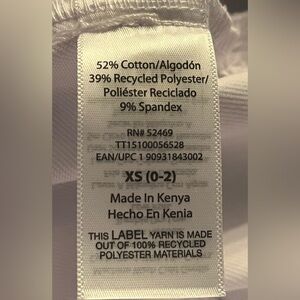 52% Cotton/Algodón
39% Recycled Polyester/
Poliéster Reciclado
9% Spandex
RN# 52469
TT15100056528
EAN/UPC 1 90931843002
XS (0-2)
Made In Kenya
Hecho En Kenia
THIS LABEL YARN IS MADE
OUT OF 100% RECYCLED
POLYESTER MATERIALS